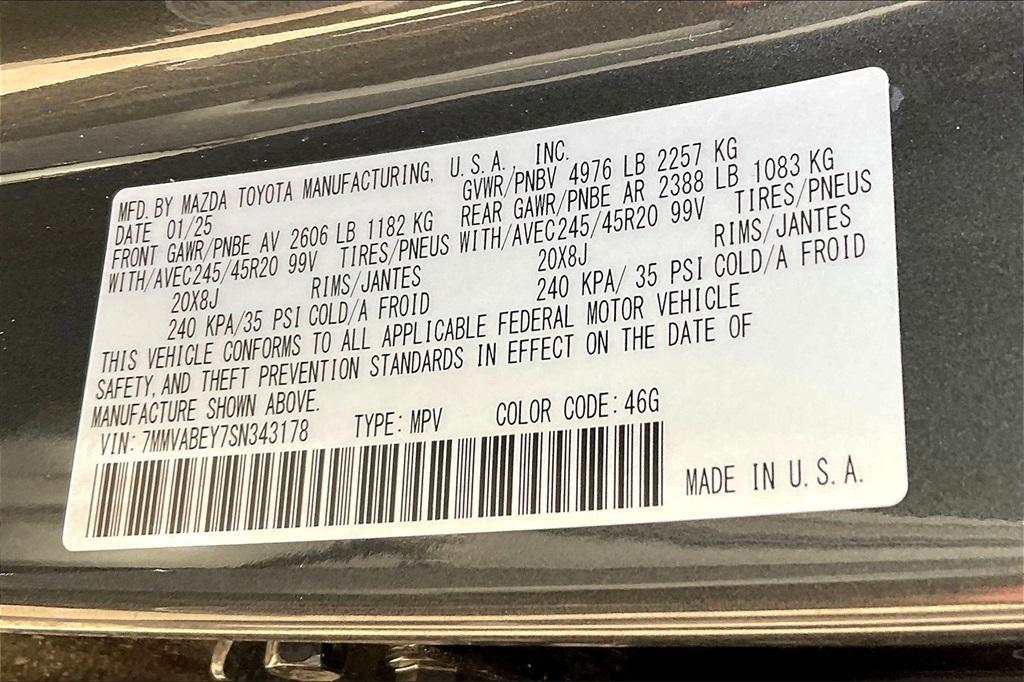 MFD. BY MAZDA TOYOTA MANUFACTURING, U.S.A., INC.
DATE 01/25 GVWR/PNBV 4976 LB 2257 KG
FRONT GAWR/PNBE AV 2606 LB 1182 KG REAR GAWR/PNBE AR 2388 LB 1083 KG
WITH/AVEC245/45R20 99V TIRES/PNEUS WITH/AVEC245/45R20 99V TIRES/PNEUS
20X8J RIMS/JANTES 20X8J RIMS/JANTES
240 KPA/35 PSI COLD/A FROID 240 KPA/ 35 PSI COLD/A FROID
THIS VEHICLE CONFORMS TO ALL APPLICABLE FEDERAL MOTOR VEHICLE
SAFETY, AND THEFT PREVENTION STANDARDS IN EFFECT ON THE DATE OF
MANUFACTURE SHOWN ABOVE.
VIN: 7MMVABEY7SN343178 TYPE: MPV COLOR CODE: 46G
MADE IN U.S.A.